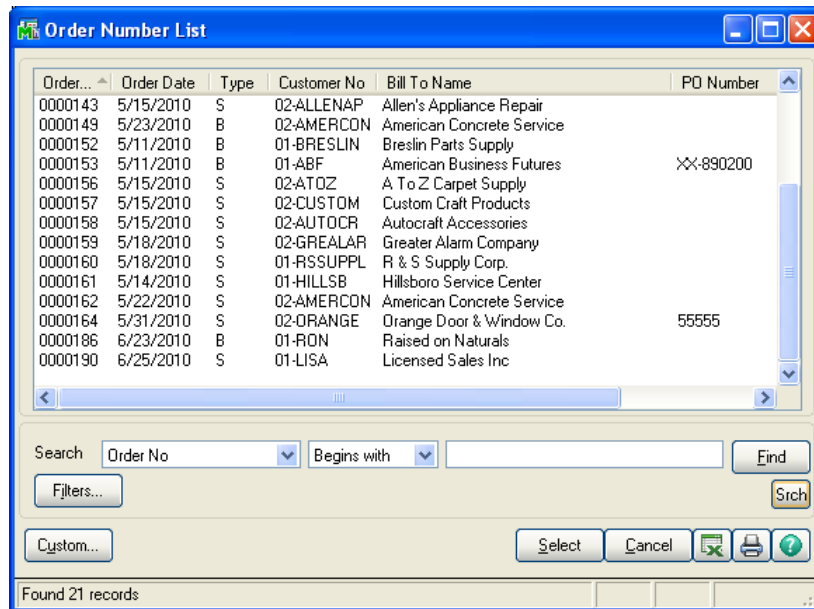 Order Number List
Order... Order Date Type Customer No Bill To Name PO Number
0000143 5/15/2010 S 02-ALLENAP Allen's Appliance Repair
0000149 5/23/2010 B 02-AMERCON American Concrete Service
0000152 5/11/2010 B 01-BRESLIN Breslin Parts Supply
0000153 5/11/2010 B 01-ABF American Business Futures XX-890200
0000156 5/15/2010 S 02-ATOZ A To Z Carpet Supply
0000157 5/15/2010 S 02-CUSTOM Custom Craft Products
0000158 5/15/2010 S 02-AUTOCR Autocraft Accessories
0000159 5/18/2010 S 02-GREALAR Greater Alarm Company
0000160 5/18/2010 S 01-RSSUPPL R & S Supply Corp.
0000161 5/14/2010 S 01-HILLSB Hillsboro Service Center
0000162 5/22/2010 S 02-AMERCON American Concrete Service
0000164 5/31/2010 S 02-ORANGE Orange Door & Window Co. 55555
0000186 6/23/2010 B 01-RON Raised on Naturals
0000190 6/25/2010 S 01-LISA Licensed Sales Inc
Search Order No Begins with Find
Filters... Srch
Custom... Select Cancel
Found 21 records